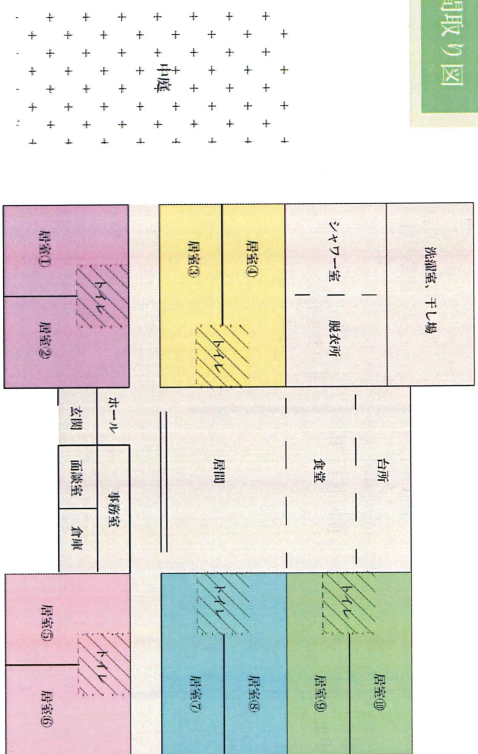 間取り図
洗濯室、干し場
台所
居室⑩
シャワー室
脱衣所
食堂
トイレ
居室⑨
居室④
居室③
トイレ
居間
トイレ
居室⑧
居室⑦
中庭
ホール
事務室
トイレ
居室①
居室②
玄関
面談室
倉庫
トイレ
居室⑤
居室⑥